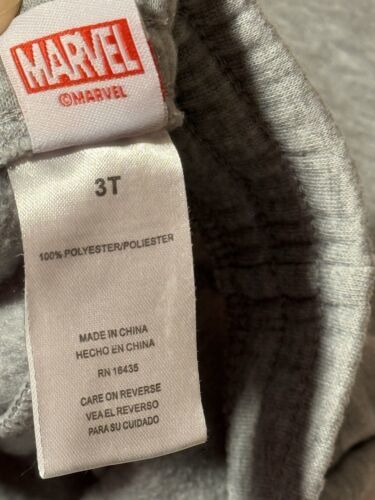 MARVEL
©MARVEL
3T
100% POLYESTER/POLIESTER
MADE IN CHINA
HECHO EN CHINA
RN 16435
CARE ON REVERSE
VEA EL REVERSO
PARA SU CUIDADO